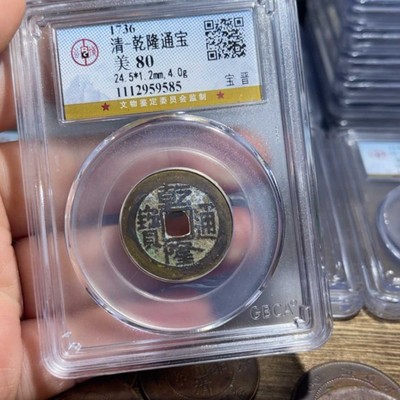 1736
清·乾隆通宝
美 80
24.5*1.2mm,4.0g
宝晋
1112959585
★ 文物鉴定委员会监制 ★
乾隆通寳
GBCA